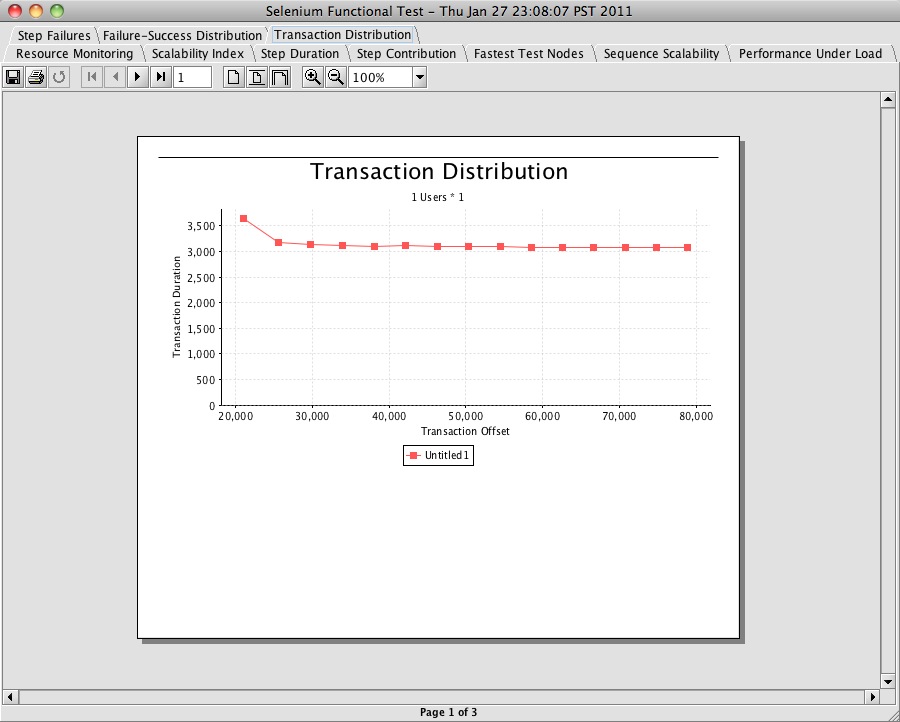 Selenium Functional Test - Thu Jan 27 23:08:07 PST 2011
Step Failures Failure-Success Distribution Transaction Distribution
Resource Monitoring Scalability Index Step Duration Step Contribution Fastest Test Nodes Sequence Scalability Performance Under Load
1 100%
Transaction Distribution
1 Users * 1
3,500
3,000
2,500
2,000
1,500
1,000
500
0
Transaction Duration
20,000 30,000 40,000 50,000 60,000 70,000 80,000
Transaction Offset
Untitled1
Page 1 of 3